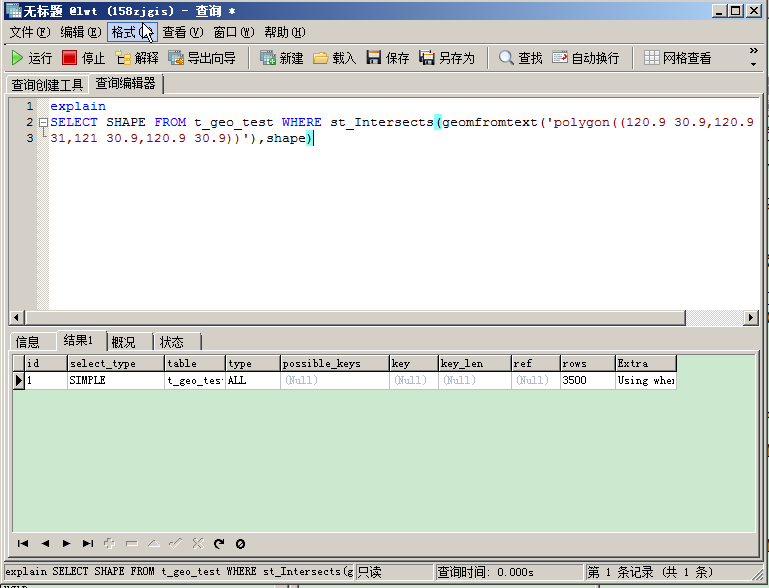 无标题 @lwt (158zjgis) - 查询 *
文件(F) 编辑(E) 格式 查看(V) 窗口(W) 帮助(H)
运行 停止 解释 导出向导 新建 载入 保存 另存为 查找 自动换行 网格查看 »
查询创建工具 查询编辑器
1 explain
2 SELECT SHAPE FROM t_geo_test WHERE st_Intersects(geomfromtext('polygon((120.9 30.9,120.9
3 31,121 30.9,120.9 30.9))'),shape)
信息 结果1 概况 状态
id select_type table type possible_keys key key_len ref rows Extra
1 SIMPLE t_geo_tes ALL (Null) (Null) (Null) (Null) 3500 Using wher
explain SELECT SHAPE FROM t_geo_test WHERE st_Intersects(g 只读 查询时间: 0.000s 第 1 条记录 (共 1 条)